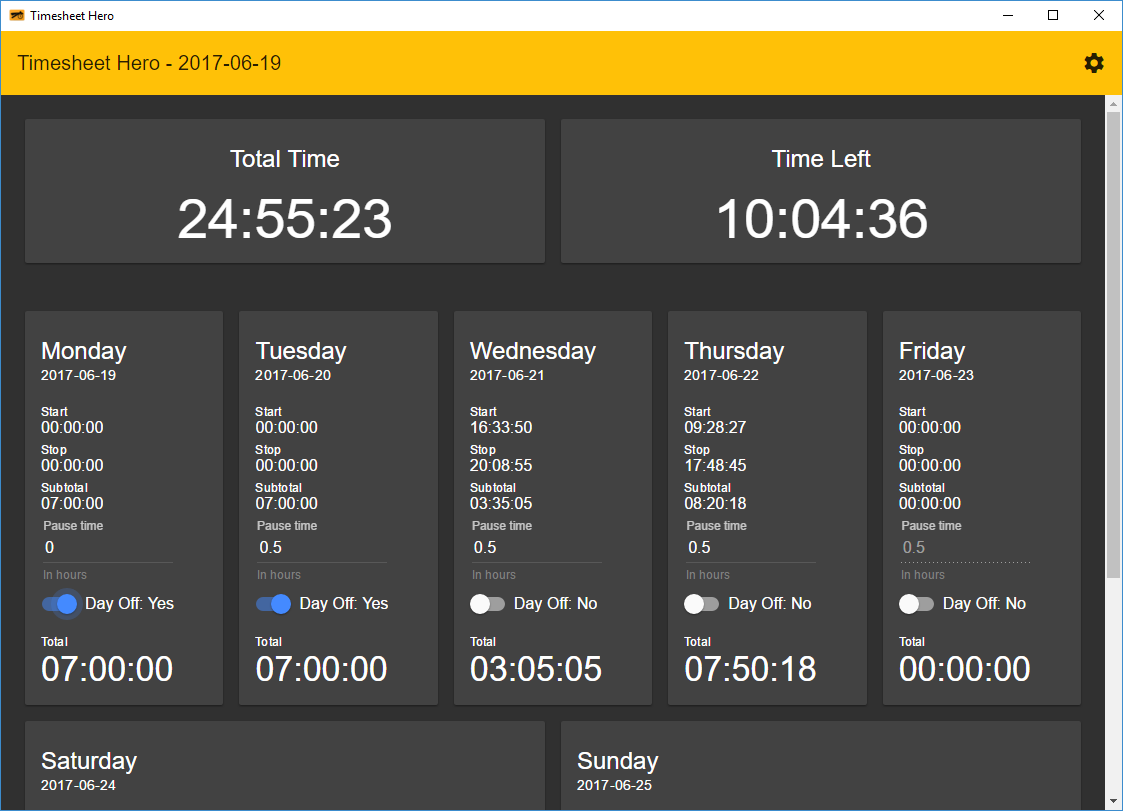 Timesheet Hero
Timesheet Hero - 2017-06-19
Total Time
24:55:23
Time Left
10:04:36
Monday
2017-06-19
Start
00:00:00
Stop
00:00:00
Subtotal
07:00:00
Pause time
0
In hours
Day Off: Yes
Total
07:00:00
Tuesday
2017-06-20
Start
00:00:00
Stop
00:00:00
Subtotal
07:00:00
Pause time
0.5
In hours
Day Off: Yes
Total
07:00:00
Wednesday
2017-06-21
Start
16:33:50
Stop
20:08:55
Subtotal
03:35:05
Pause time
0.5
In hours
Day Off: No
Total
03:05:05
Thursday
2017-06-22
Start
09:28:27
Stop
17:48:45
Subtotal
08:20:18
Pause time
0.5
In hours
Day Off: No
Total
07:50:18
Friday
2017-06-23
Start
00:00:00
Stop
00:00:00
Subtotal
00:00:00
Pause time
0.5
In hours
Day Off: No
Total
00:00:00
Saturday
2017-06-24
Sunday
2017-06-25